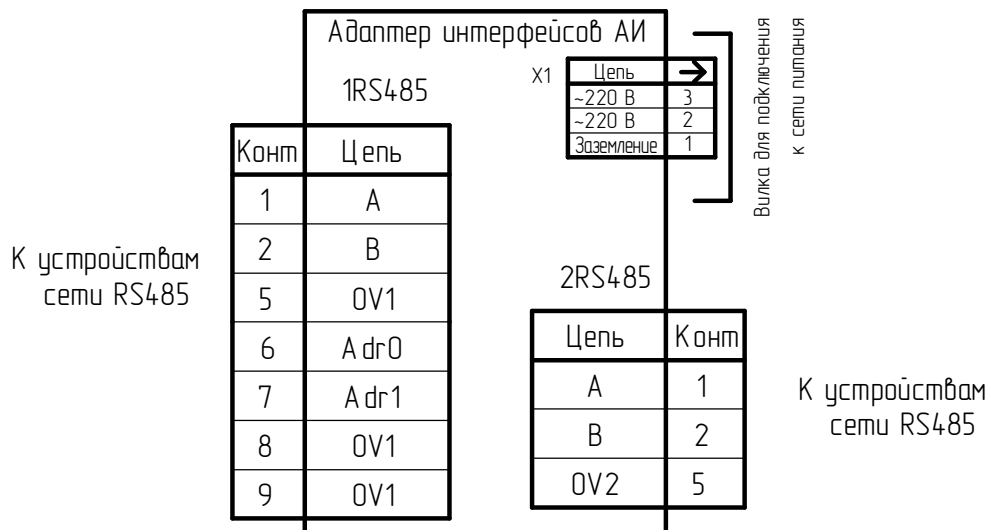 Адаптер интерфейсов АИ
X1
Цепь
~220 В 3
~220 В 2
Заземление 1
Вилка для подключения
к сети питания
1RS485
Конт Цепь
1 A
2 B
5 0V1
6 Adr0
7 Adr1
8 0V1
9 0V1
К устройствам
сети RS485
2RS485
Цепь Конт
A 1
B 2
0V2 5
К устройствам
сети RS485